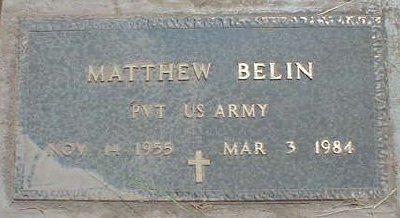 MATTHEW BELIN
PVT US ARMY
NOV 14 1955 MAR 3 1984